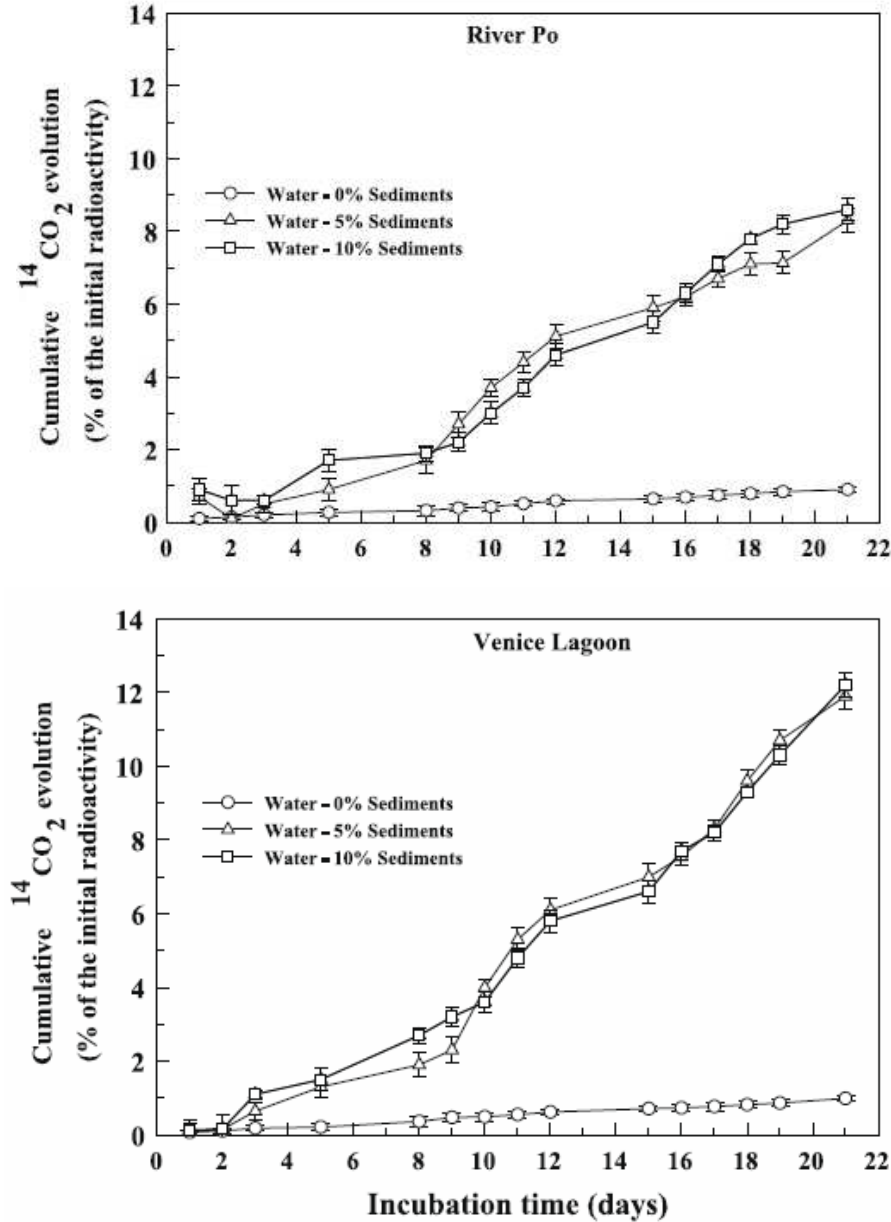 14
River Po
12
10
Water - 0% Sediments
Water - 5% Sediments
Water - 10% Sediments
8
6
4
2
0
0 2 4 6 8 10 12 14 16 18 20 22
Cumulative 14CO2 evolution
(% of the initial radioactivity)
14
Venice Lagoon
12
10
Water - 0% Sediments
Water - 5% Sediments
Water - 10% Sediments
8
6
4
2
0
0 2 4 6 8 10 12 14 16 18 20 22
Cumulative 14CO2 evolution
(% of the initial radioactivity)
Incubation time (days)